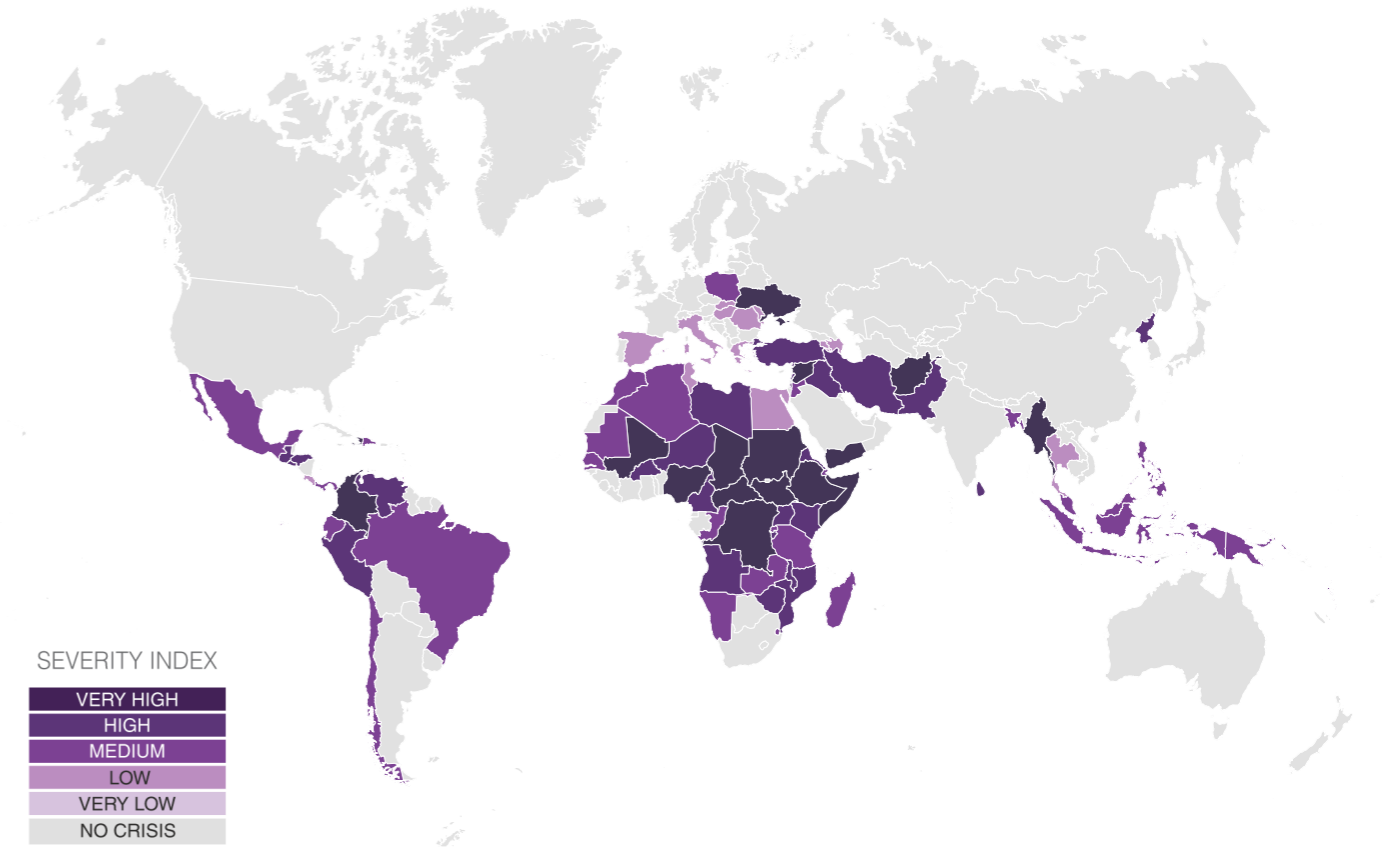 SEVERITY INDEX
VERY HIGH
HIGH
MEDIUM
LOW
VERY LOW
NO CRISIS